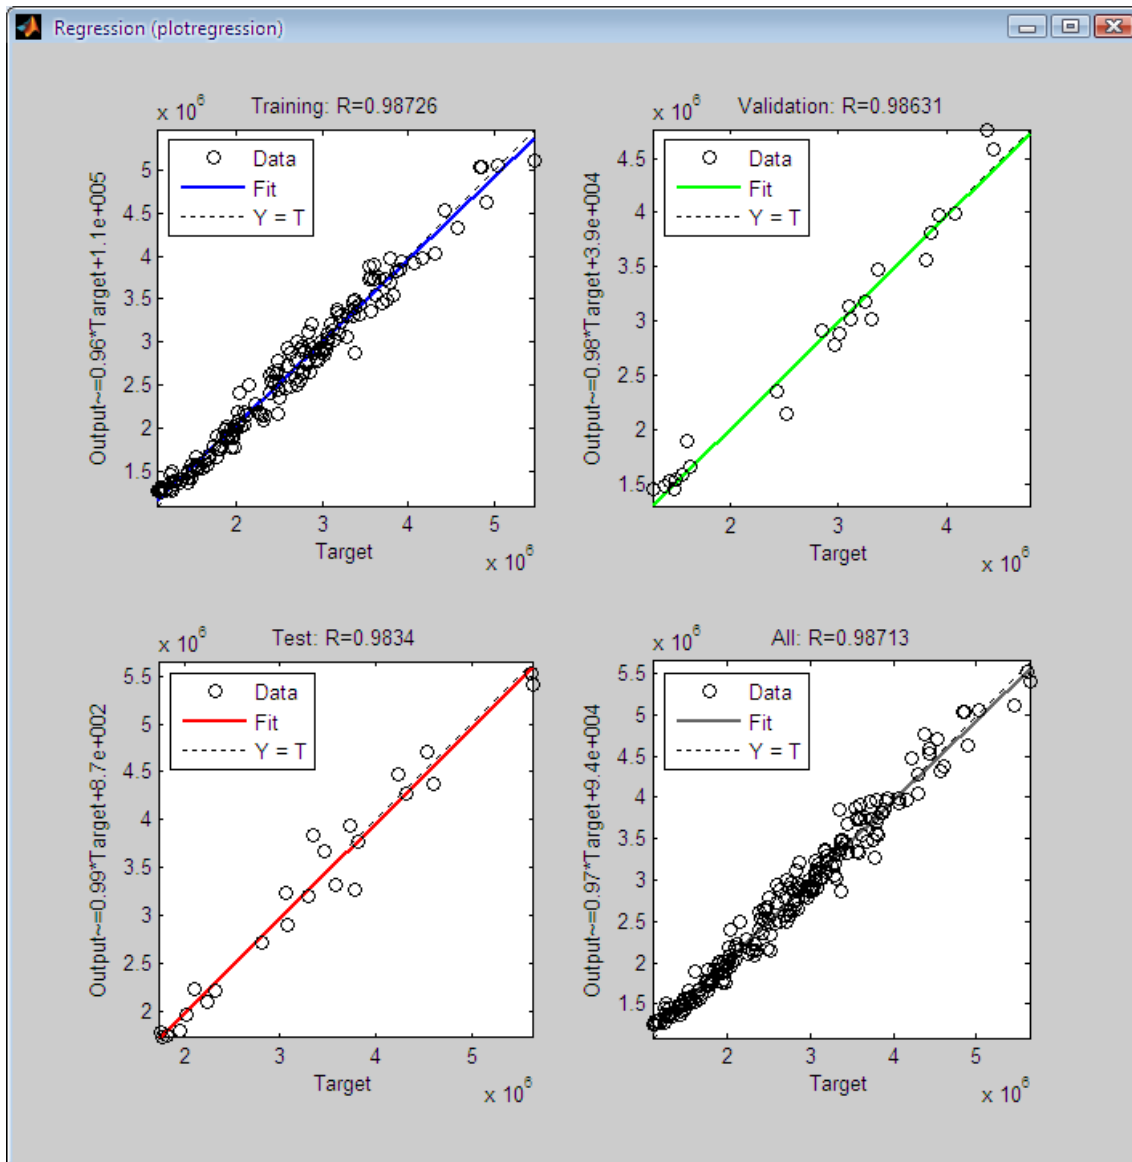 Regression (plotregression)
x 10^6
Training: R=0.98726
Output~=0.96*Target+1.1e+005
Data
Fit
Y = T
5
4.5
4
3.5
3
2.5
2
1.5
2
3
4
5
Target
x 10^6
x 10^6
Validation: R=0.98631
Output~=0.98*Target+3.9e+004
Data
Fit
Y = T
4.5
4
3.5
3
2.5
2
1.5
2
3
4
Target
x 10^6
x 10^6
Test: R=0.9834
Output~=0.99*Target+8.7e+002
Data
Fit
Y = T
5.5
5
4.5
4
3.5
3
2.5
2
2
3
4
5
Target
x 10^6
x 10^6
All: R=0.98713
Output~=0.97*Target+9.4e+004
Data
Fit
Y = T
5.5
5
4.5
4
3.5
3
2.5
2
1.5
2
3
4
5
Target
x 10^6